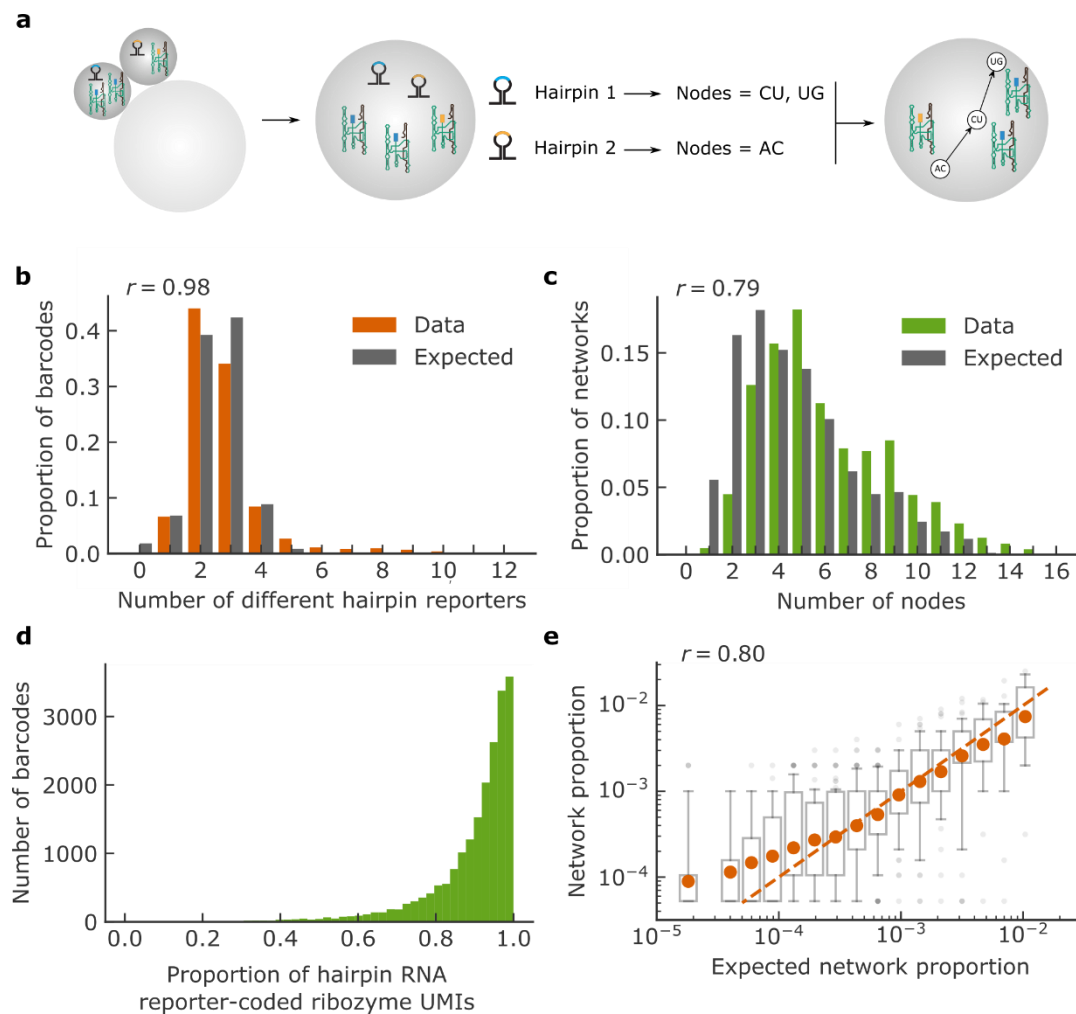 a
UG
Hairpin 1 Nodes = CU, UG
CU
Hairpin 2 Nodes = AC
AC
b
r = 0.98
Proportion of barcodes
Data
Expected
0.4
0.3
0.2
0.1
0.0
0 2 4 6 8 10 12
Number of different hairpin reporters
c
r = 0.79
Proportion of networks
Data
Expected
0.15
0.10
0.05
0.00
0 2 4 6 8 10 12 14 16
Number of nodes
d
Number of barcodes
3000
2000
1000
0
0.0 0.2 0.4 0.6 0.8 1.0
Proportion of hairpin RNA
reporter-coded ribozyme UMIs
e
r = 0.80
Network proportion
10⁻²
10⁻³
10⁻⁴
10⁻⁵ 10⁻⁴ 10⁻³ 10⁻²
Expected network proportion